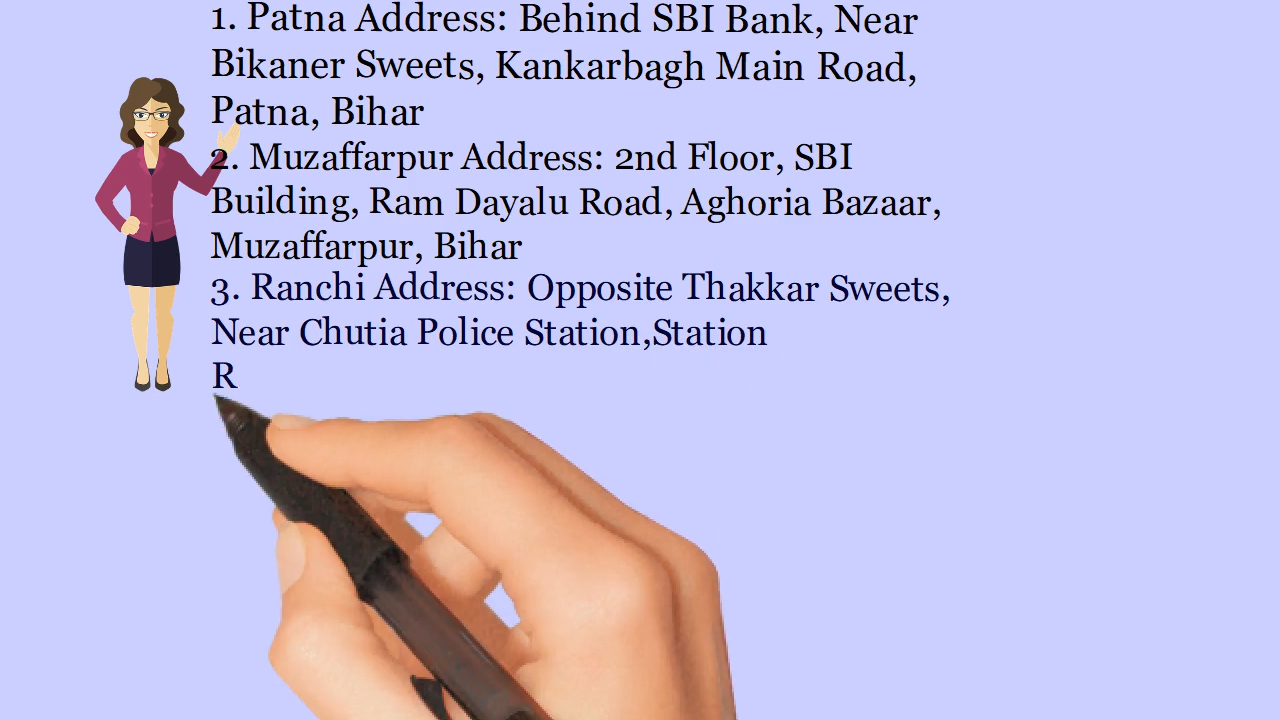 1. Patna Address: Behind SBI Bank, Near
Bikaner Sweets, Kankarbagh Main Road,
Patna, Bihar
2. Muzaffarpur Address: 2nd Floor, SBI
Building, Ram Dayalu Road, Aghoria Bazaar,
Muzaffarpur, Bihar
3. Ranchi Address: Opposite Thakkar Sweets,
Near Chutia Police Station,Station
R